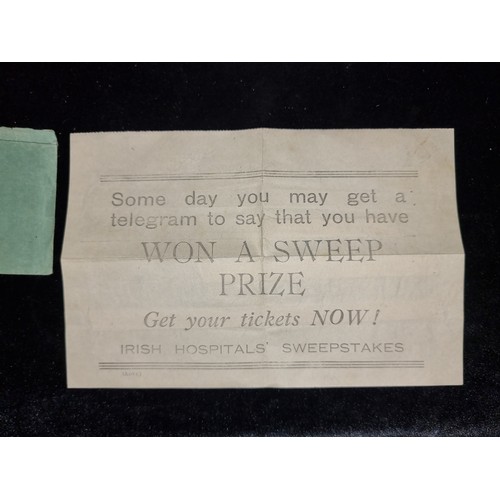 Some day you may get a
telegram to say that you have
WON A SWEEP
PRIZE
Get your tickets NOW!
IRISH HOSPITALS' SWEEPSTAKES